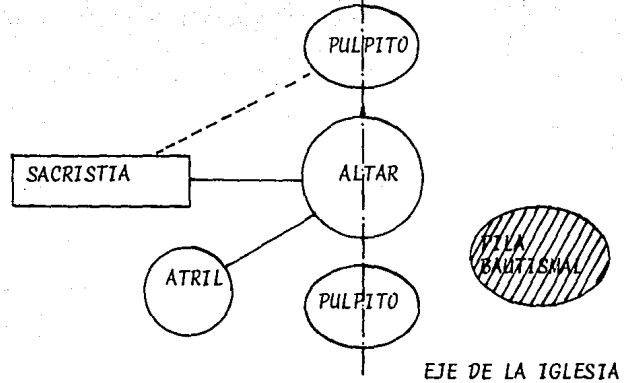 PULPITO
SACRISTIA
ALTAR
ATRIL
PILA
BAUTISMAL
PULPITO
EJE DE LA IGLESIA